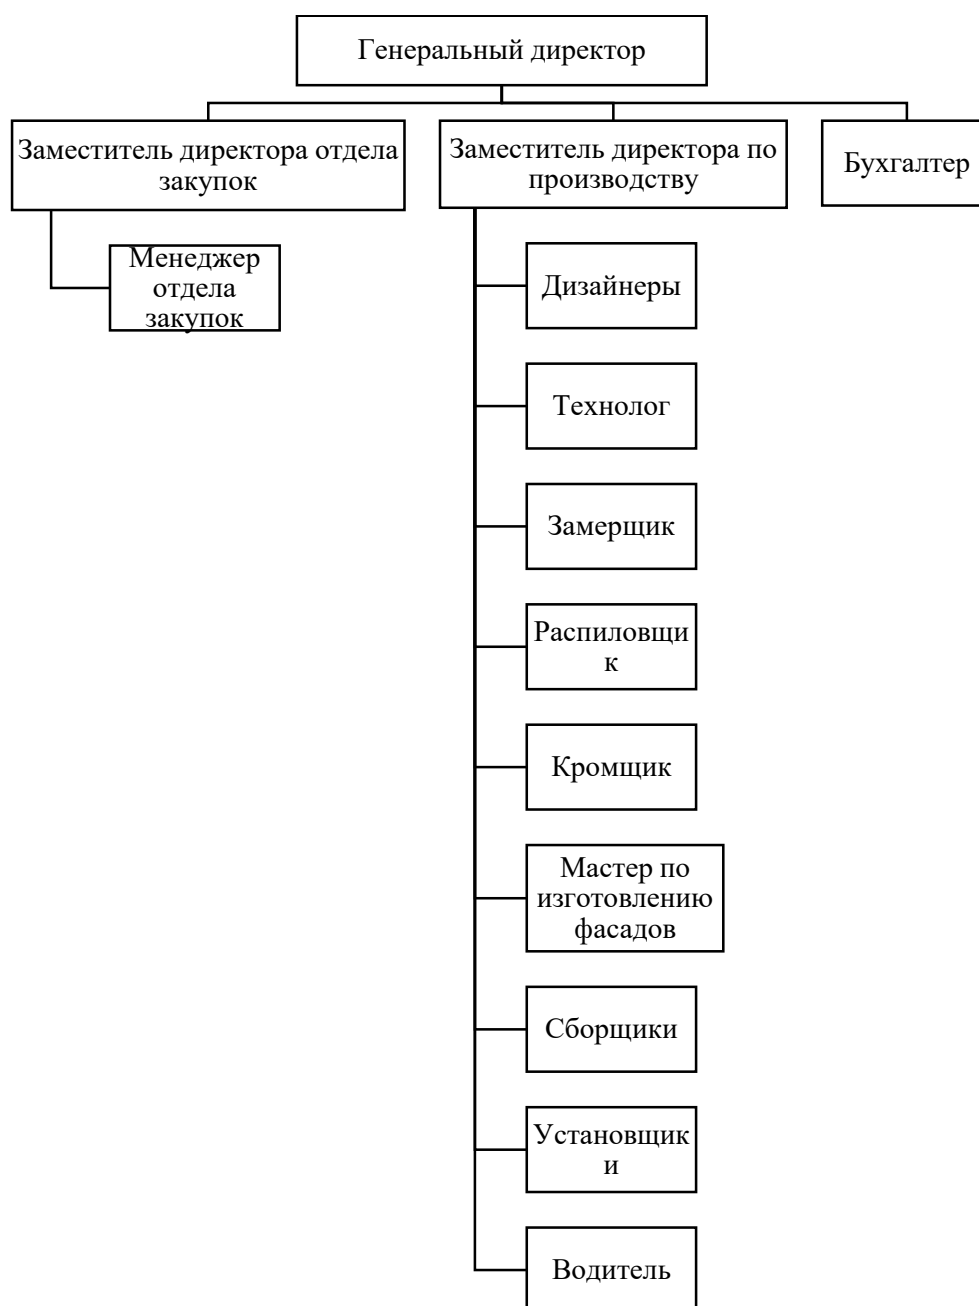 Генеральный директор
Заместитель директора отдела
закупок
Заместитель директора по
производству
Бухгалтер
Менеджер
отдела
закупок
Дизайнеры
Технолог
Замерщик
Распиловщи
к
Кромщик
Мастер по
изготовлению
фасадов
Сборщики
Установщик
и
Водитель